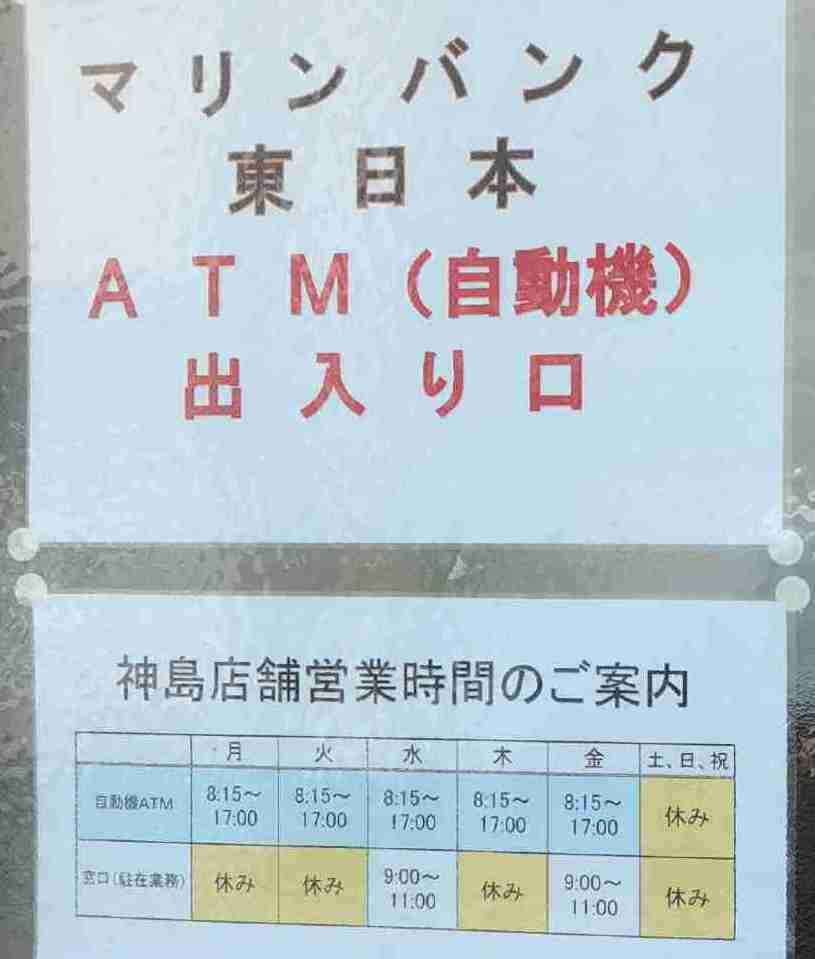 マリンバンク
東日本
ATM(自動機)
出入り口
神島店舗営業時間のご案内
月 火 水 木 金 土、日、祝
自動機ATM 8:15～17:00 8:15～17:00 8:15～17:00 8:15～17:00 8:15～17:00 休み
窓口(駐在業務) 休み 休み 9:00～11:00 休み 9:00～11:00 休み